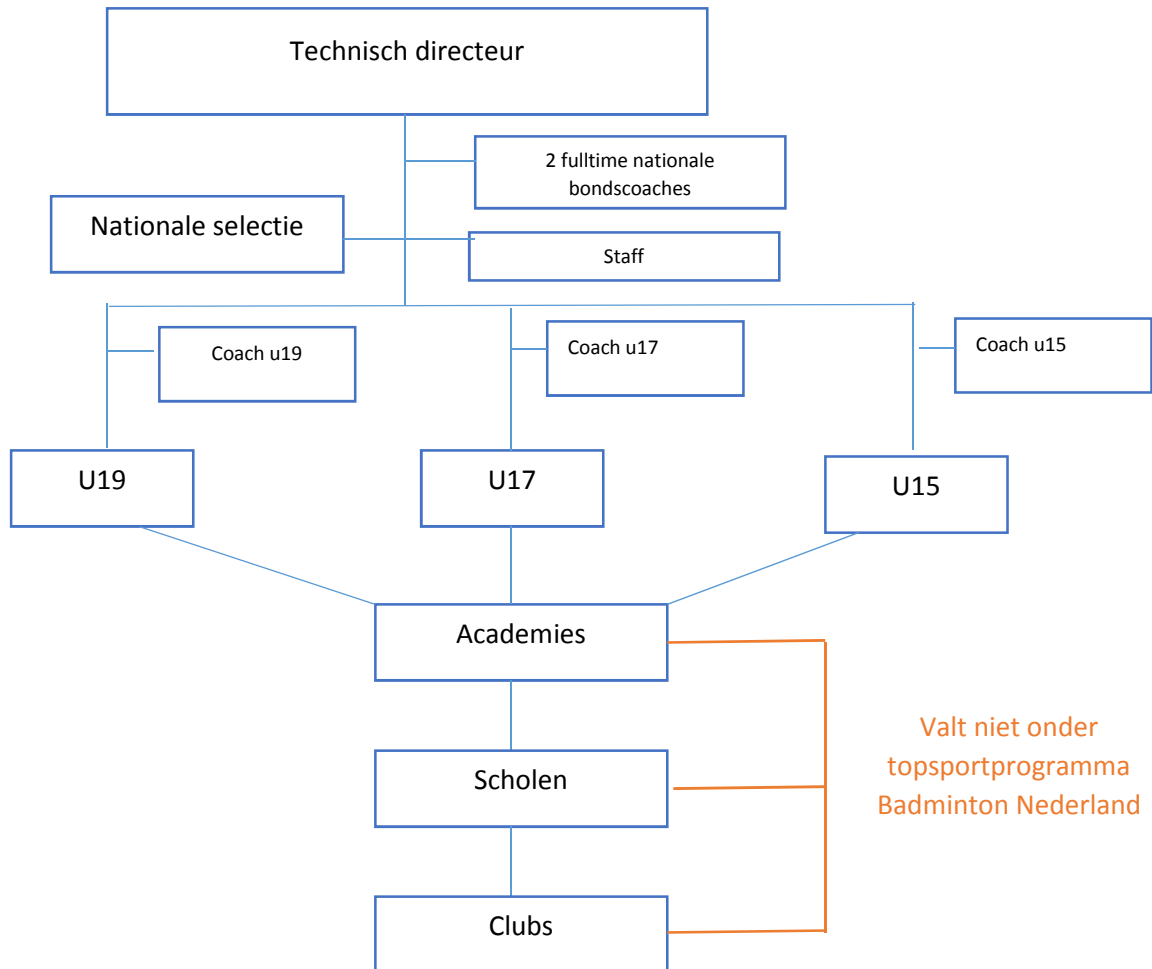 Technisch directeur
2 fulltime nationale
bondscoaches
Nationale selectie
Staff
Coach u19
Coach u17
Coach u15
U19
U17
U15
Academies
Scholen
Clubs
Valt niet onder
topsportprogramma
Badminton Nederland